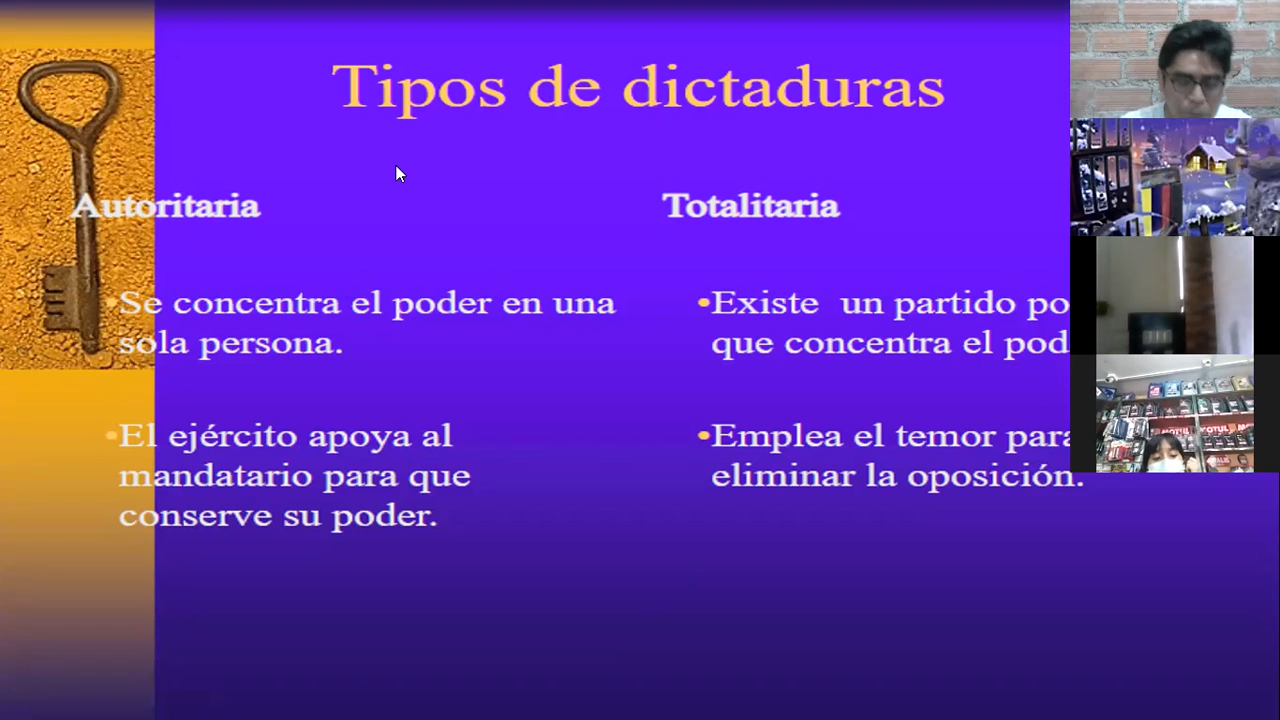 Tipos de dictaduras
Autoritaria
•Se concentra el poder en una
sola persona.
•El ejército apoya al
mandatario para que
conserve su poder.
Totalitaria
•Existe un partido
que concentra el
•Emplea el temor para
eliminar la oposición.
MOTUL